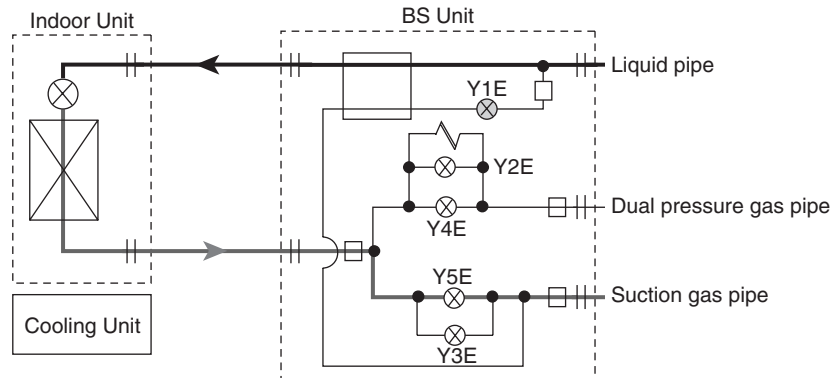 Indoor Unit
BS Unit
Liquid pipe
Y1E
Y2E
Dual pressure gas pipe
Y4E
Y5E
Suction gas pipe
Cooling Unit
Y3E